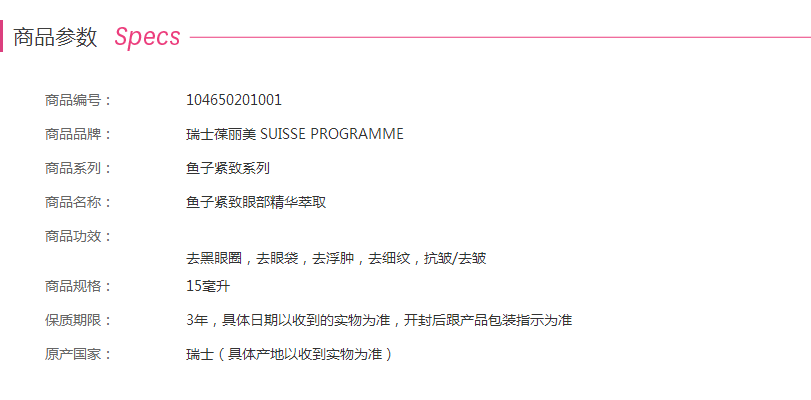 商品参数 Specs
商品编号： 104650201001
商品品牌： 瑞士葆丽美 SUISSE PROGRAMME
商品系列： 鱼子紧致系列
商品名称： 鱼子紧致眼部精华萃取
商品功效：
去黑眼圈，去眼袋，去浮肿，去细纹，抗皱/去皱
商品规格： 15毫升
保质期限： 3年，具体日期以收到的实物为准，开封后跟产品包装指示为准
原产国家： 瑞士（具体产地以收到实物为准）